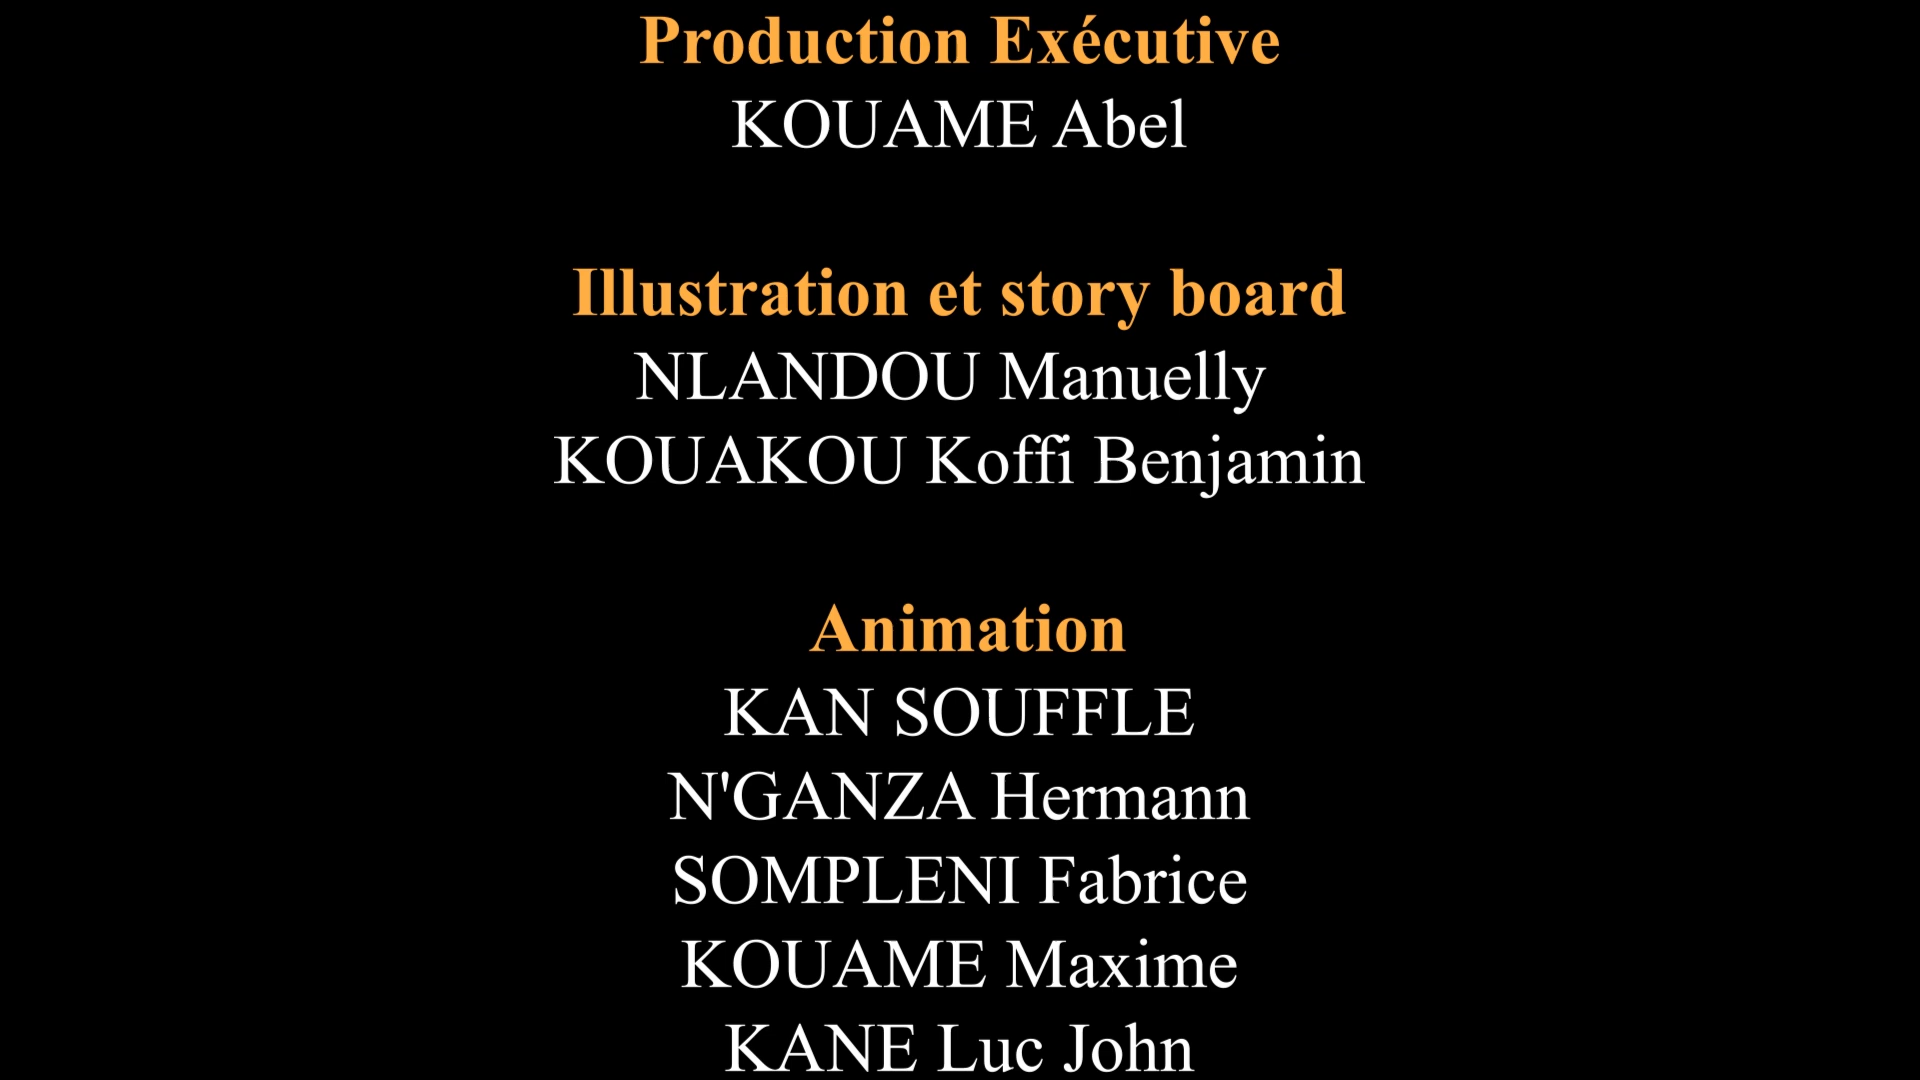 Production Exécutive
KOUAME Abel
Illustration et story board
NLANDOU Manuelly
KOUAKOU Koffi Benjamin
Animation
KAN SOUFFLE
N'GANZA Hermann
SOMPLENI Fabrice
KOUAME Maxime
KANE Luc John